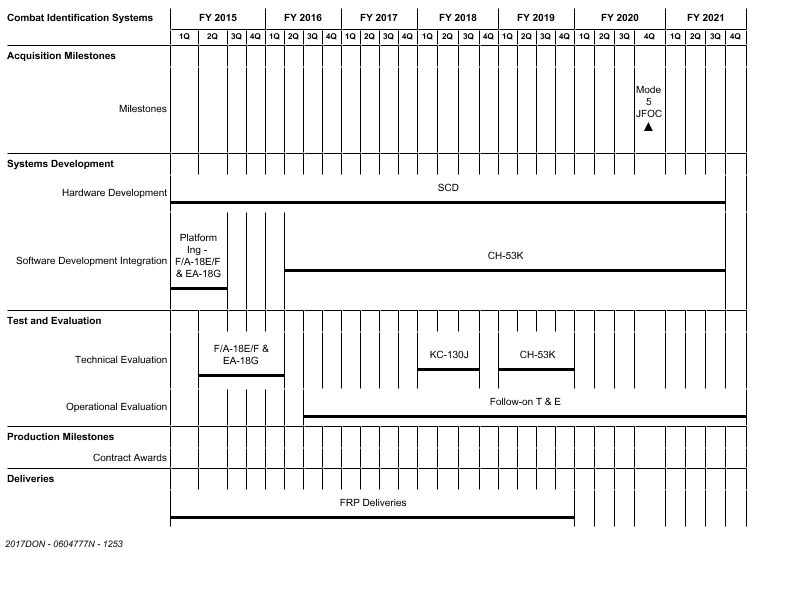 Combat Identification Systems FY 2015 FY 2016 FY 2017 FY 2018 FY 2019 FY 2020 FY 2021
1Q 2Q 3Q 4Q 1Q 2Q 3Q 4Q 1Q 2Q 3Q 4Q 1Q 2Q 3Q 4Q 1Q 2Q 3Q 4Q 1Q 2Q 3Q 4Q 1Q 2Q 3Q 4Q
Acquisition Milestones
Milestones
Mode
5
JFOC
Systems Development
Hardware Development
SCD
Software Development Integration
Platform
Ing -
F/A-18E/F
& EA-18G
CH-53K
Test and Evaluation
Technical Evaluation
F/A-18E/F &
EA-18G
KC-130J
CH-53K
Operational Evaluation
Follow-on T & E
Production Milestones
Contract Awards
Deliveries
FRP Deliveries
2017DON - 0604777N - 1253